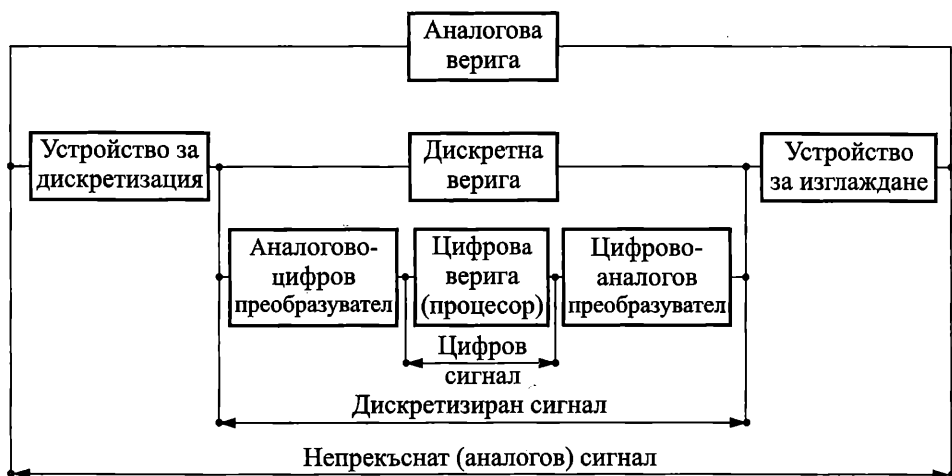 Аналогова
верига
Устройство за
дискретизация
Дискретна
верига
Устройство
за изглаждане
Аналогово-
цифров
преобразувател
Цифрова
верига
(процесор)
Цифрово-
аналогов
преобразувател
Цифров
сигнал
Дискретизиран сигнал
Непрекъснат (аналогов) сигнал